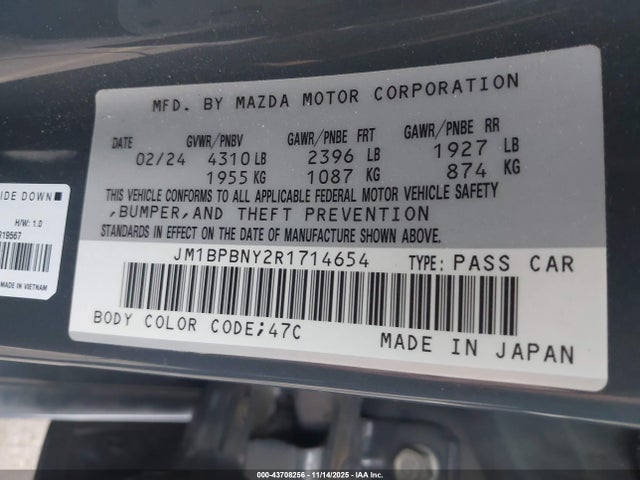 MFD. BY MAZDA MOTOR CORPORATION
DATE GVWR/PNBV GAWR/PNBE FRT GAWR/PNBE RR
02/24 4310 LB 2396 LB 1927 LB
1955 KG 1087 KG 874 KG
THIS VEHICLE CONFORMS TO ALL APPLICABLE FEDERAL MOTOR VEHICLE SAFETY
,BUMPER,AND THEFT PREVENTION
STANDARDS IN EFFECT ON THE DATE OF MANUFACTURE SHOWN ABOVE.
JM1BPBNY2R1714654 TYPE: PASS CAR
BODY COLOR CODE;47C
MADE IN JAPAN
IDE DOWN
H/W: 1.0
19567
MADE IN VIETNAM
000-43708256 - 11/14/2025 - IAA Inc.